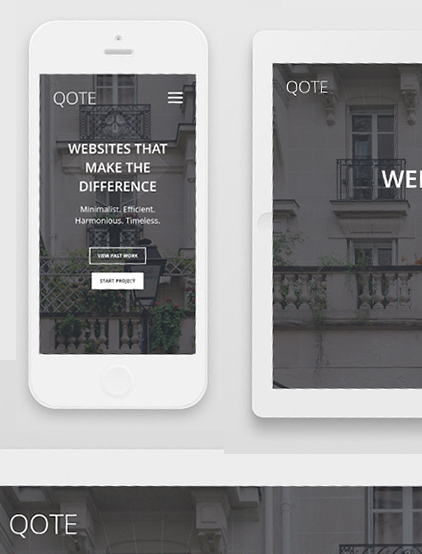 QOTE
WEBSITES THAT
MAKE THE
DIFFERENCE
Minimalist. Efficient.
Harmonious. Timeless.
VIEW PAST WORK
START PROJECT
QOTE
WE
QOTE